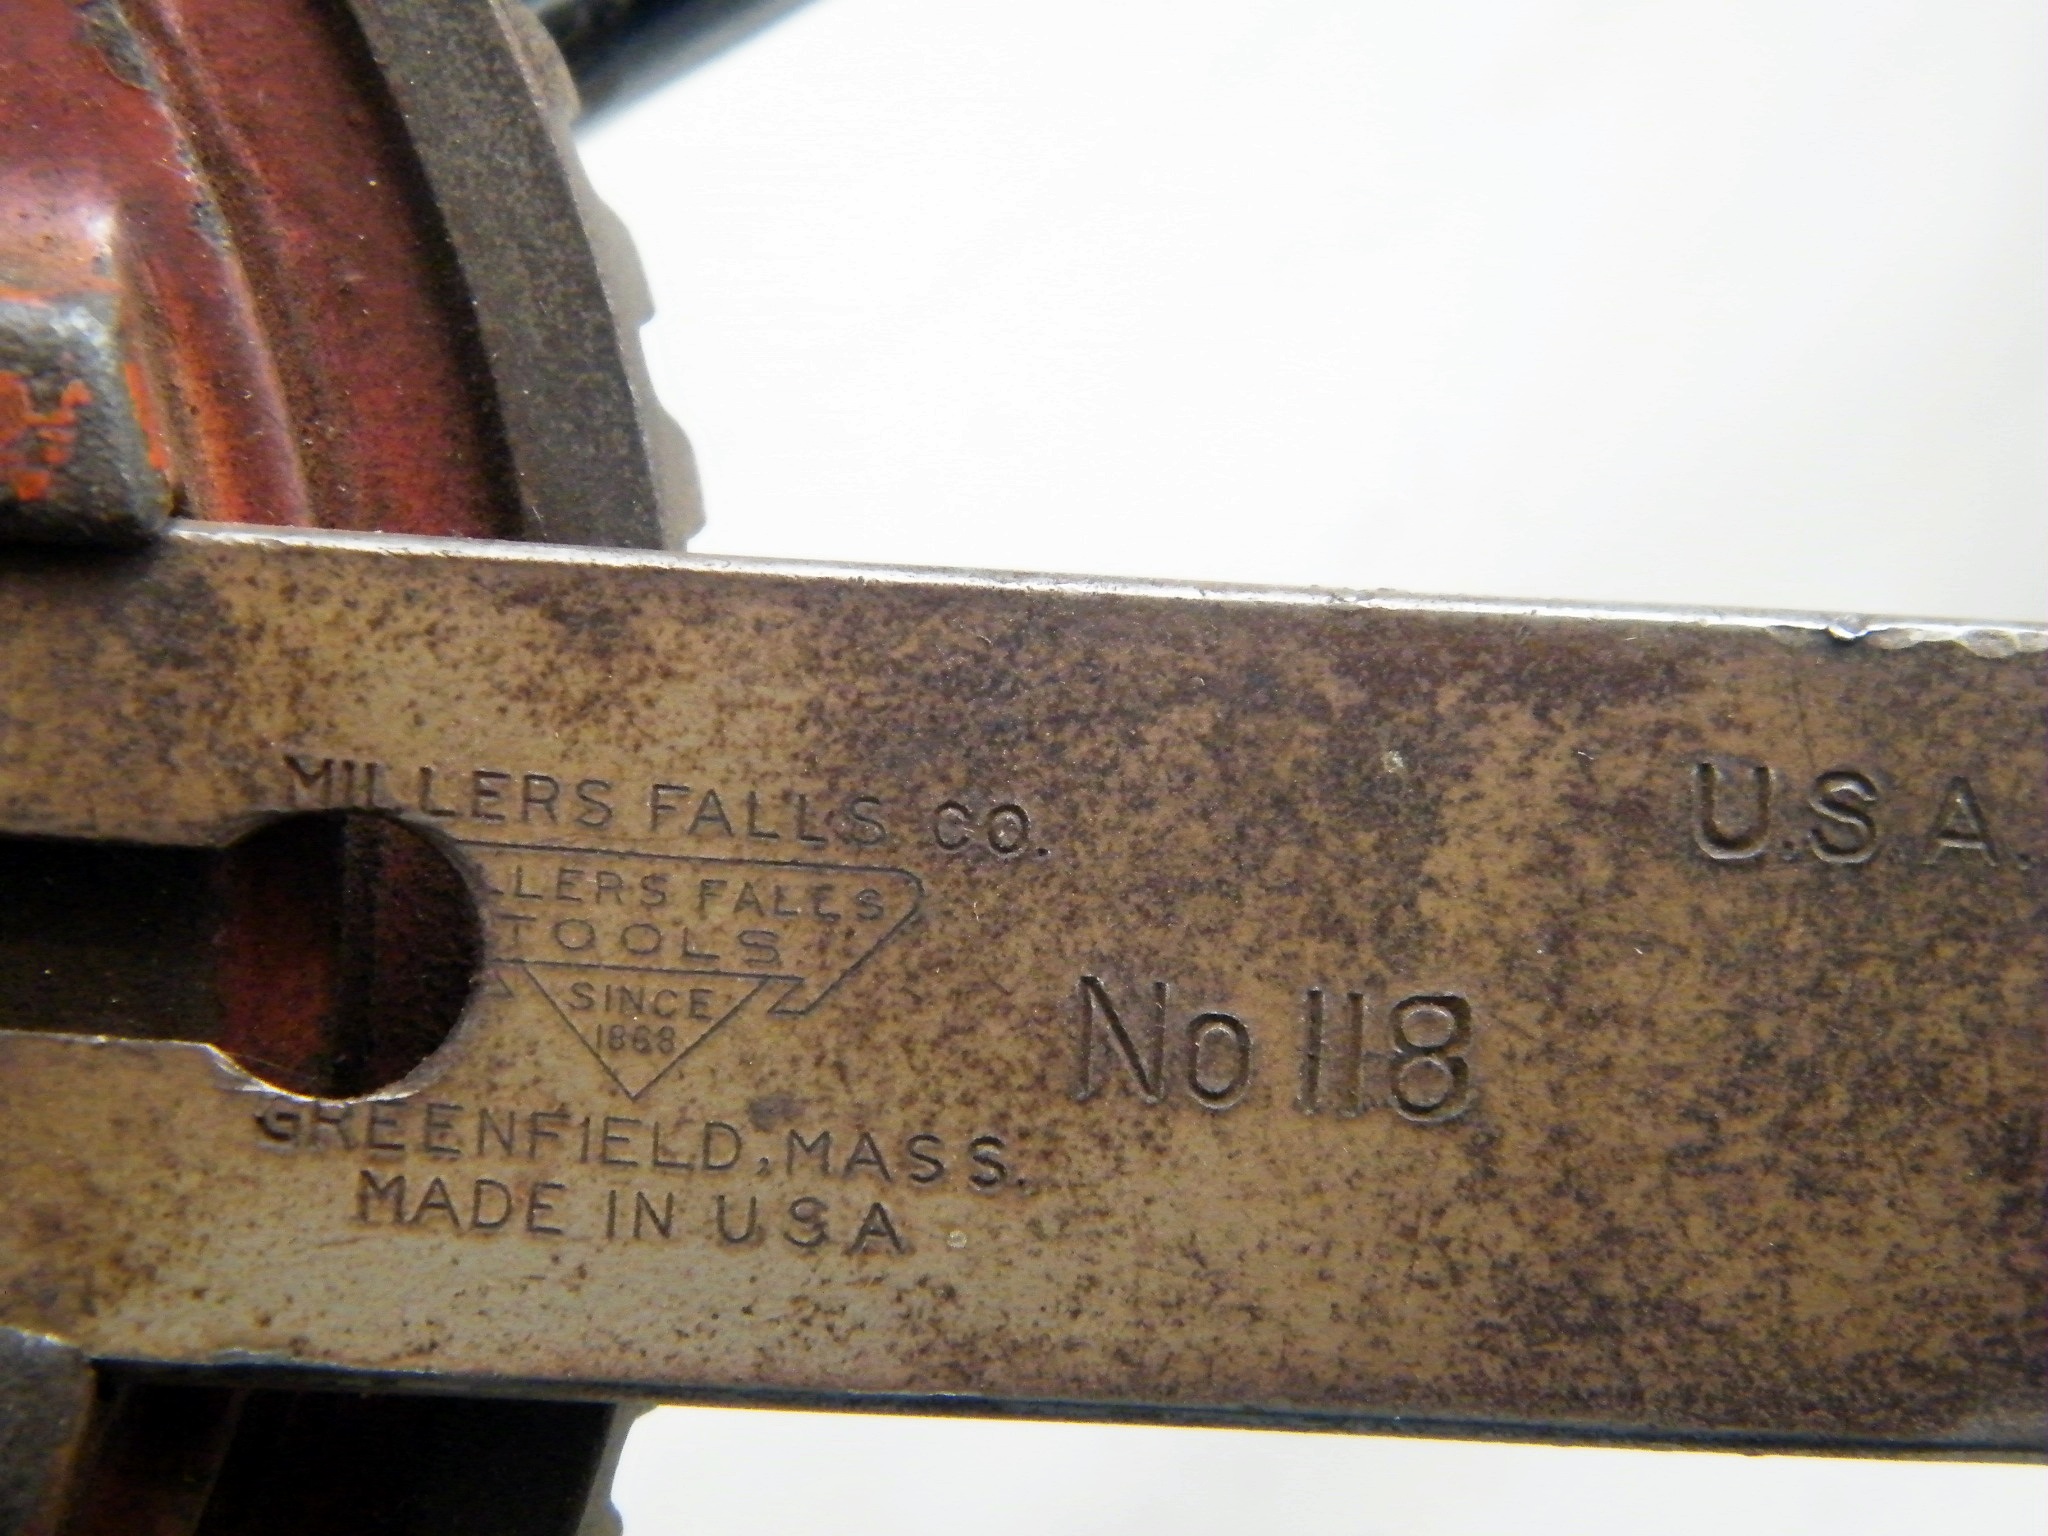 MILLERS FALLS CO.
LLERS FALLS
TOOLS
SINCE
1868
GREENFIELD, MASS.
MADE IN U S A
No 118
U.S.A.